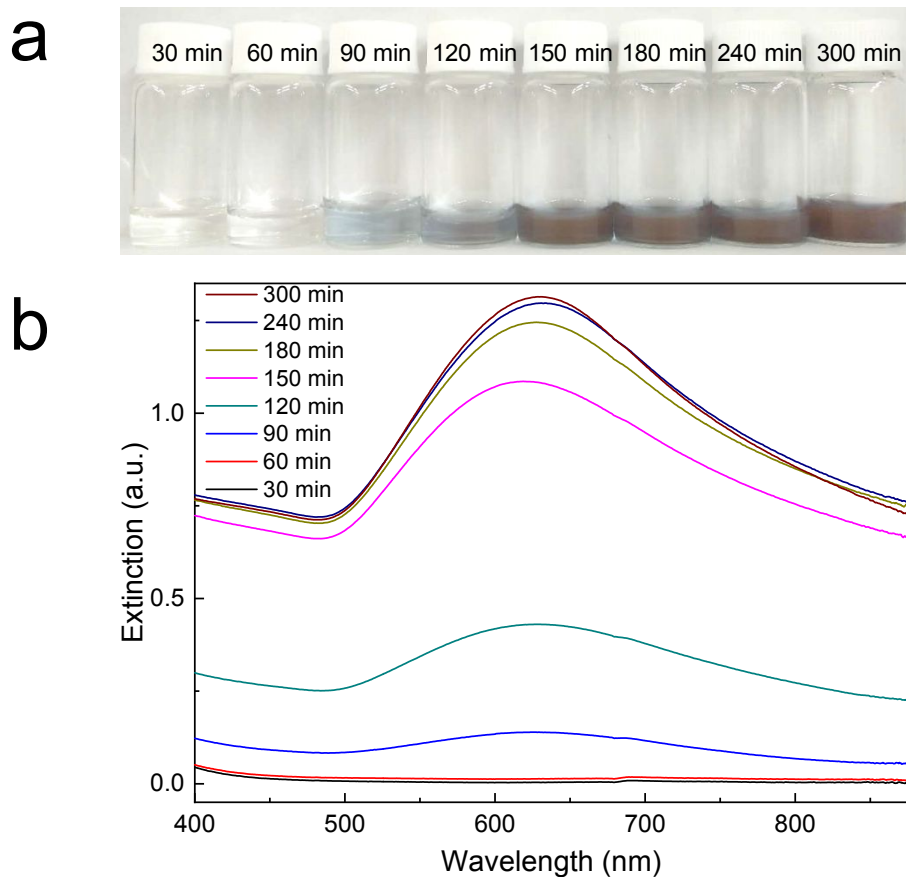 a
30 min 60 min 90 min 120 min 150 min 180 min 240 min 300 min
b
300 min
240 min
180 min
150 min
120 min
90 min
60 min
30 min
1.0
0.5
0.0
Extinction (a.u.)
400 500 600 700 800
Wavelength (nm)